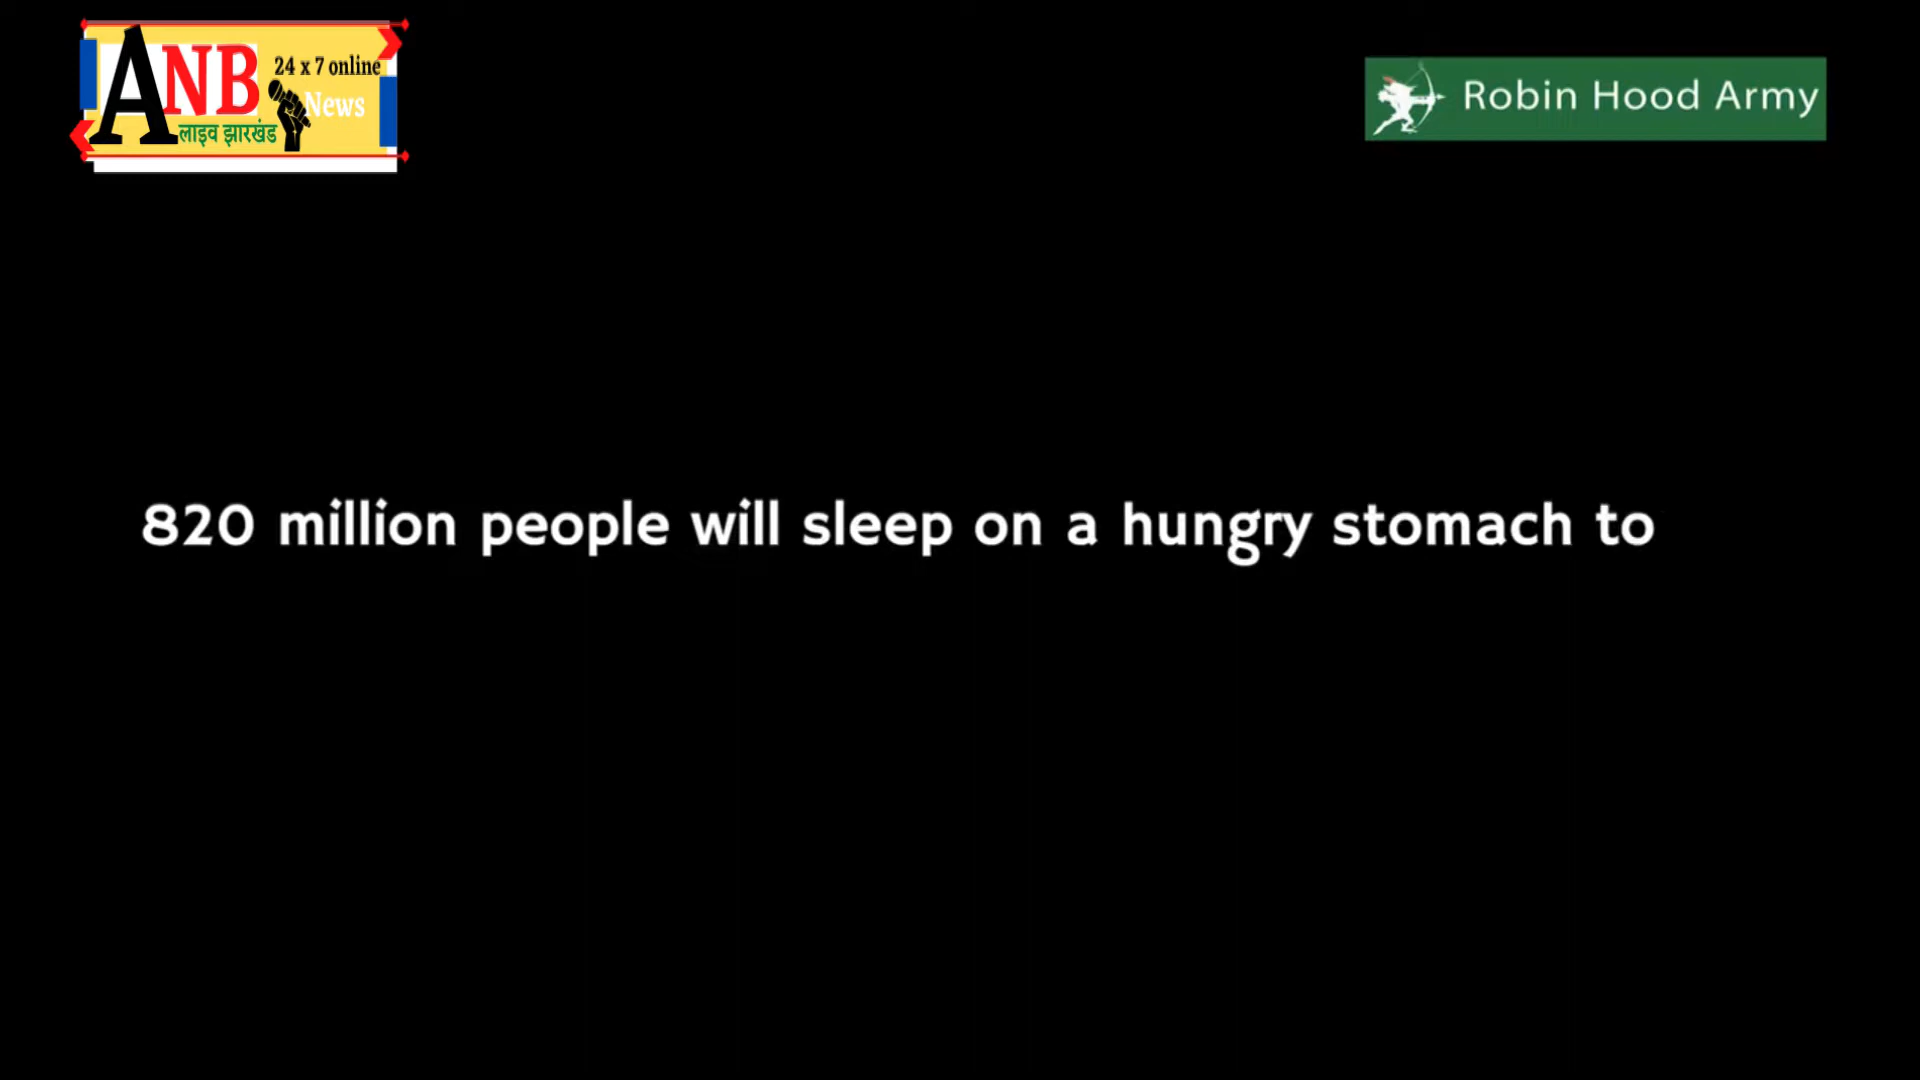 ANB
24 x 7 online
News
लाइव झारखंड
Robin Hood Army
820 million people will sleep on a hungry stomach to